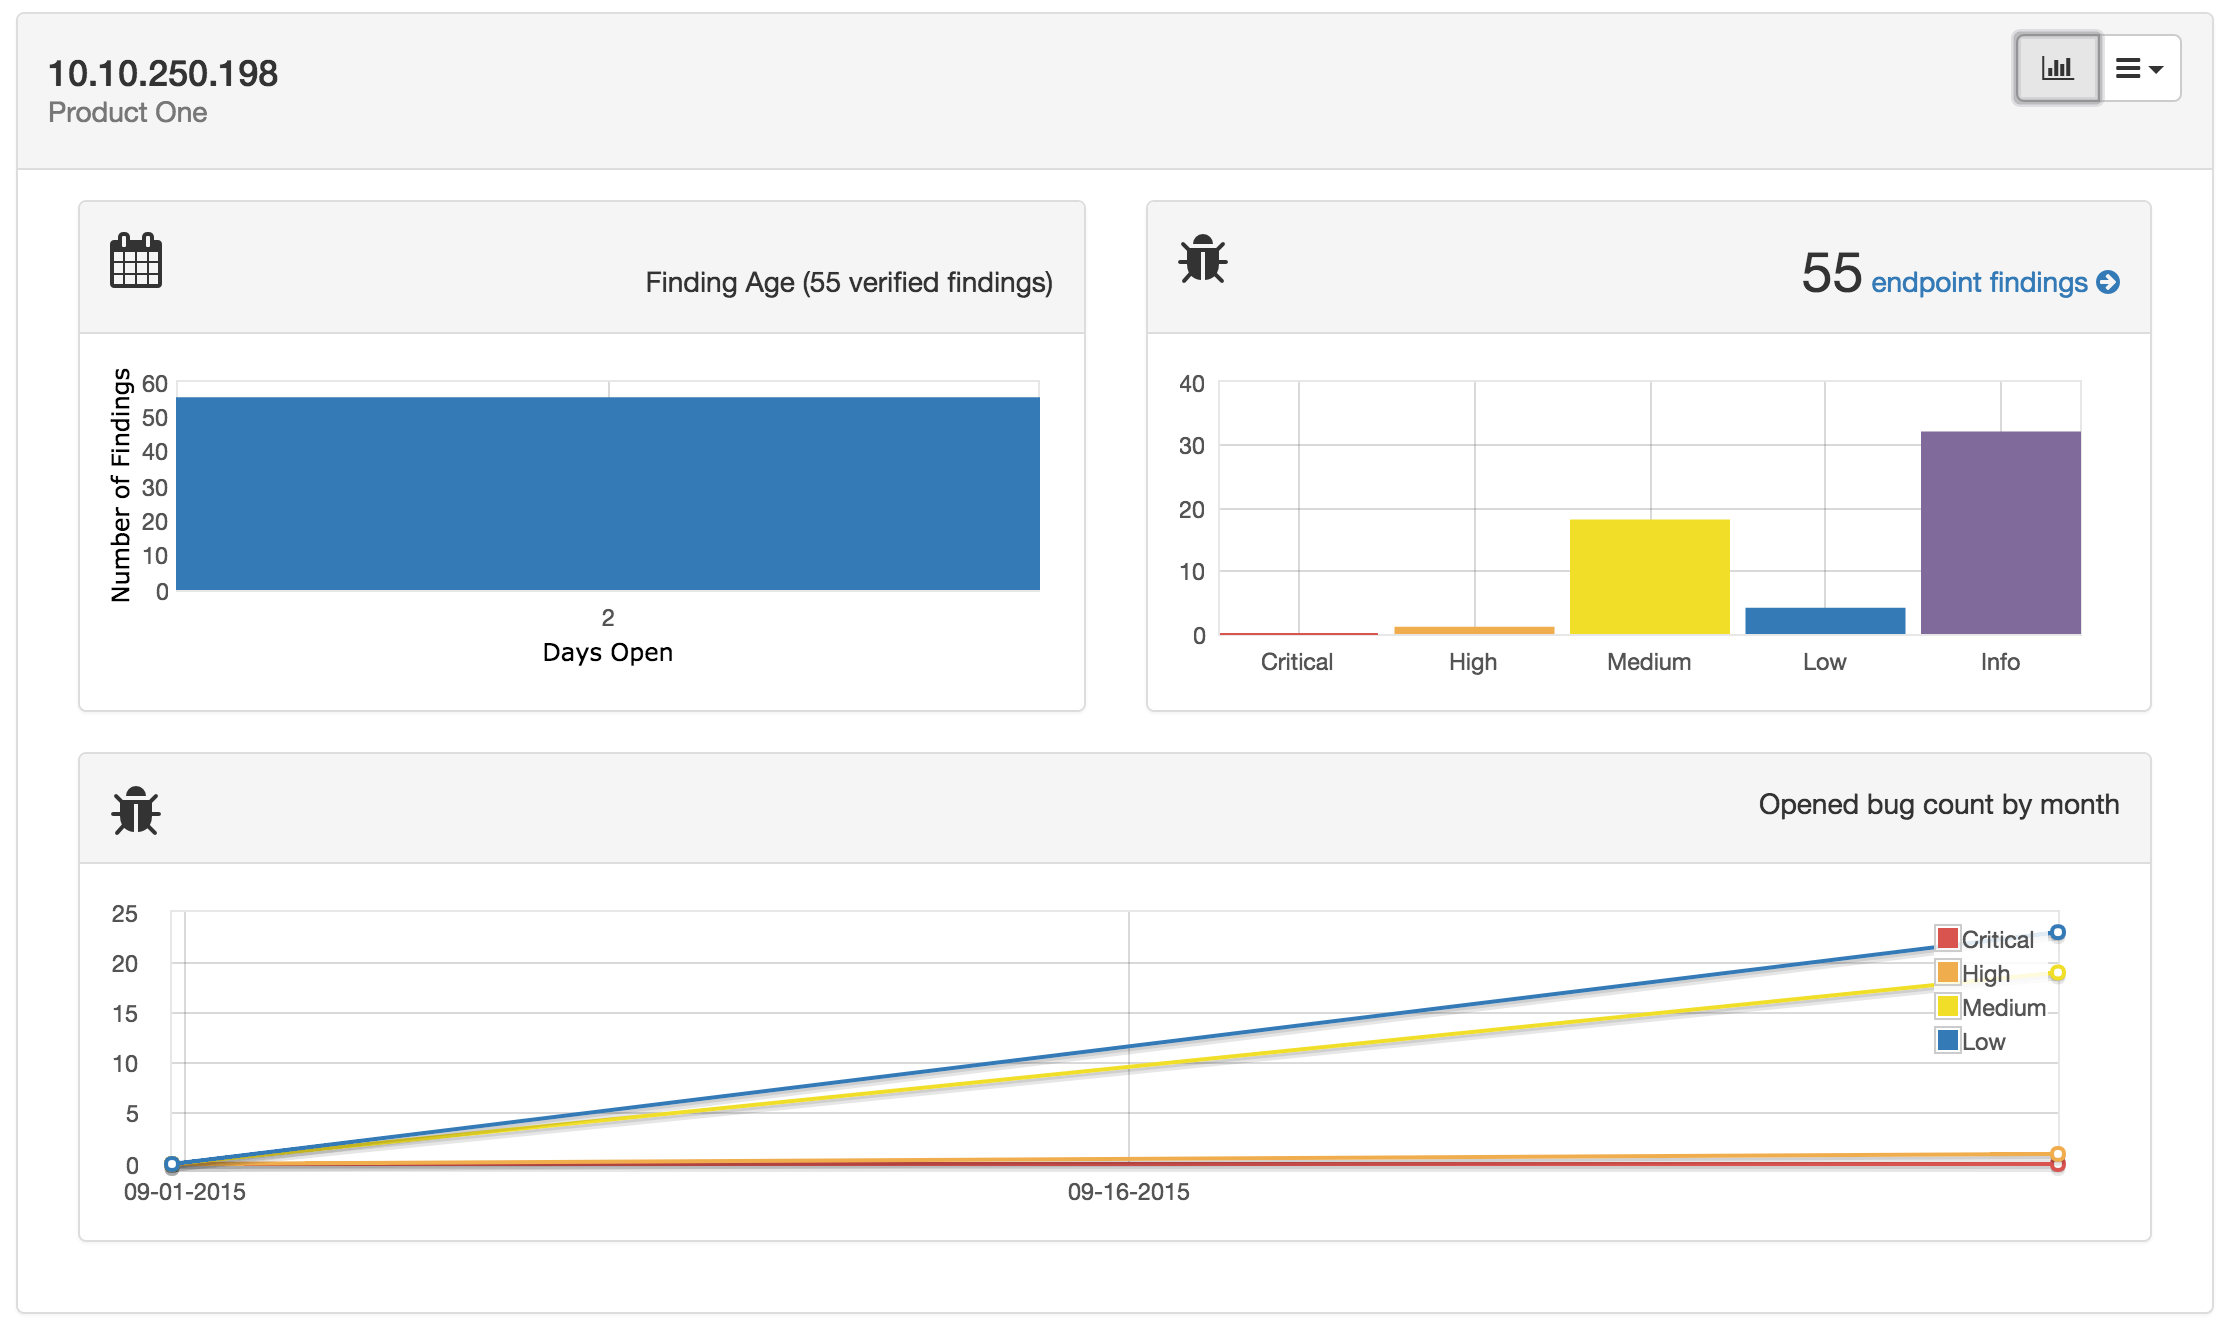 10.10.250.198
Product One
Finding Age (55 verified findings)
Number of Findings
60
50
40
30
20
10
0
2
Days Open
55 endpoint findings
40
30
20
10
0
Critical
High
Medium
Low
Info
Opened bug count by month
25
20
15
10
5
0
09-01-2015
09-16-2015
Critical
High
Medium
Low